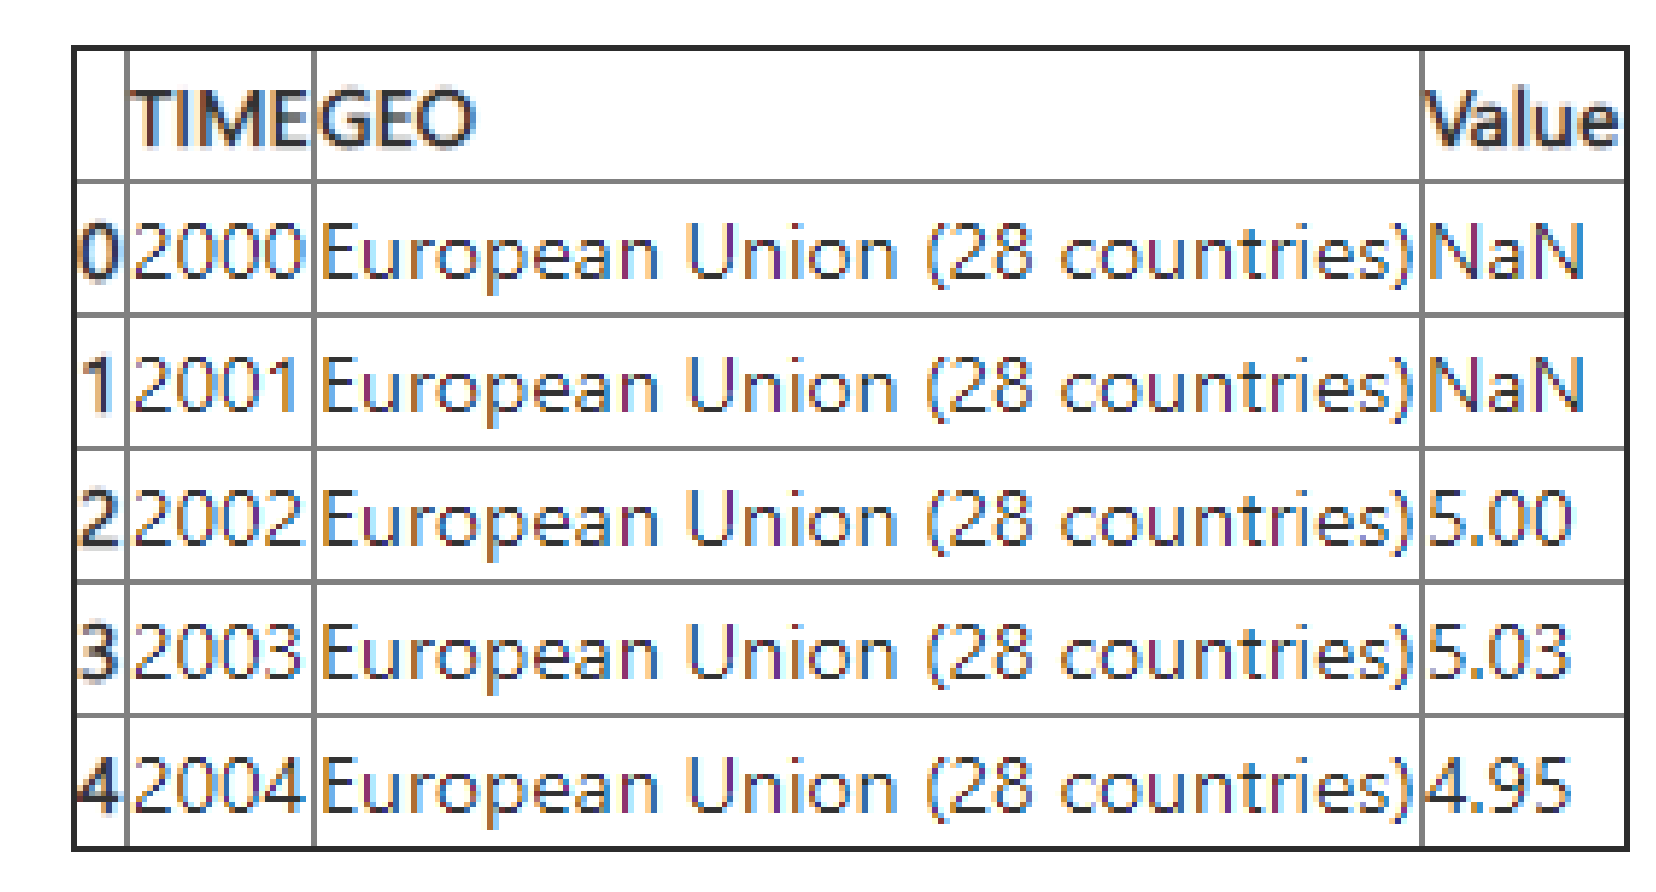 TIME GEO Value
0 2000 European Union (28 countries) NaN
1 2001 European Union (28 countries) NaN
2 2002 European Union (28 countries) 5.00
3 2003 European Union (28 countries) 5.03
4 2004 European Union (28 countries) 4.95